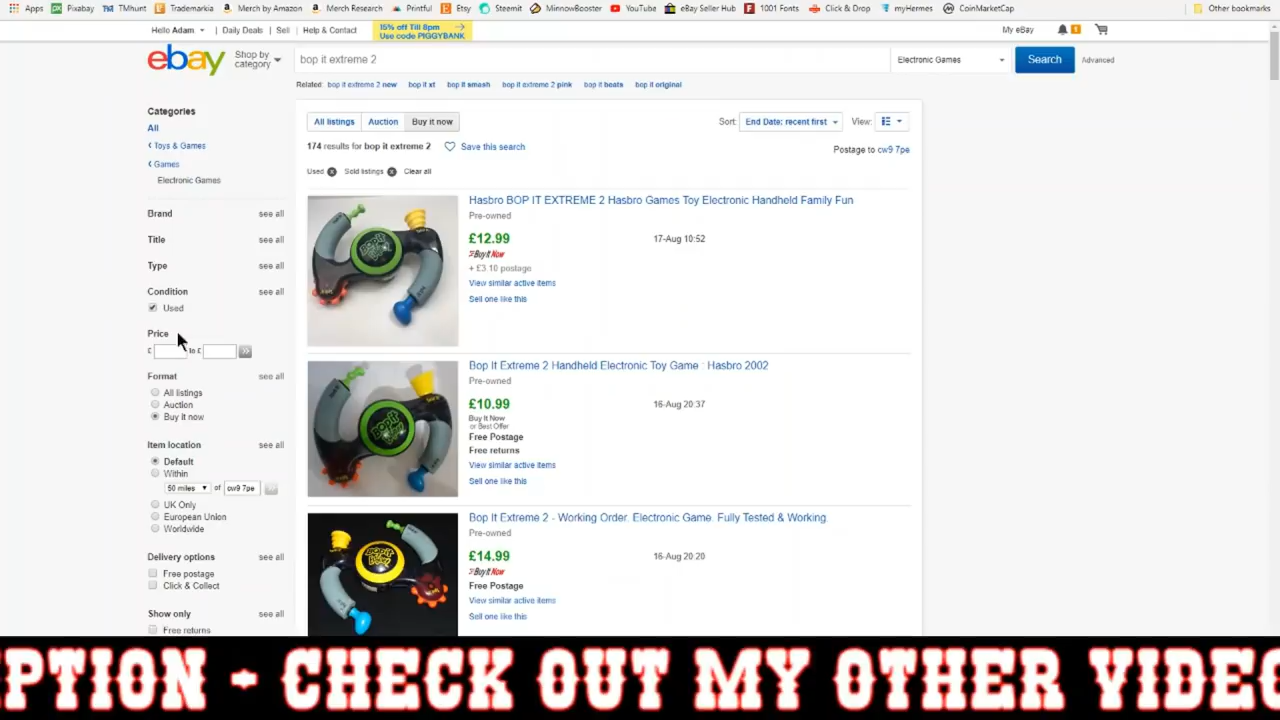 Apps Pixabay TMhunt Trademarkia Merch by Amazon Merch Research Printful Etsy Steemit MinnowBooster YouTube eBay Seller Hub 1001 Fonts Click & Drop myHermes CoinMarketCap Other bookmarks
Hello Adam Daily Deals Sell Help & Contact 15% off Till 8pm
Use code PIGGYBANK
My eBay 1
ebay Shop by
category
bop it extreme 2 Electronic Games Search Advanced
Related: bop it extreme 2 new bop it xt bop it smash bop it extreme 2 pink bop it beats bop it original
Categories
All
Toys & Games
Games
Electronic Games
Brand see all
Title see all
Type see all
Condition see all
Used
Price
£ to £
Format see all
All listings
Auction
Buy it now
Item location see all
Default
Within
50 miles of cw9 7pe
UK Only
European Union
Worldwide
Delivery options see all
Free postage
Click & Collect
Show only see all
Free returns
All listings Auction Buy it now Sort: End Date: recent first View:
174 results for bop it extreme 2 Save this search Postage to cw9 7pe
Used Sold listings Clear all
Hasbro BOP IT EXTREME 2 Hasbro Games Toy Electronic Handheld Family Fun
Pre-owned
£12.99 17-Aug 10:52
Buy It Now
+ £3.10 postage
View similar active items
Sell one like this
Bop It Extreme 2 Handheld Electronic Toy Game : Hasbro 2002
Pre-owned
£10.99 16-Aug 20:37
Buy It Now
or Best Offer
Free Postage
Free returns
View similar active items
Sell one like this
Bop It Extreme 2 - Working Order. Electronic Game. Fully Tested & Working
Pre-owned
£14.99 16-Aug 20:20
Buy It Now
Free Postage
View similar active items
Sell one like this
PTION - CHECK OUT MY OTHER VIDEO